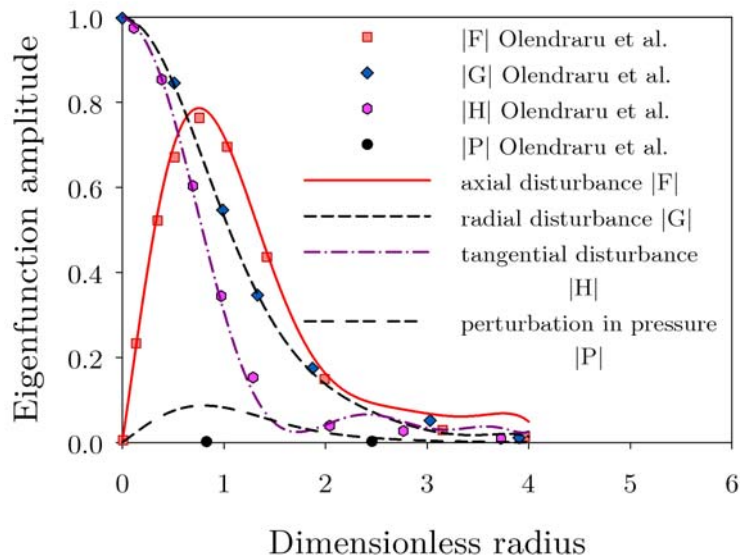 1.0
0.8
0.6
0.4
0.2
0.0
Eigenfunction amplitude
|F| Olendraru et al.
|G| Olendraru et al.
|H| Olendraru et al.
|P| Olendraru et al.
axial disturbance |F|
radial disturbance |G|
tangential disturbance
|H|
perturbation in pressure
|P|
0 1 2 3 4 5 6
Dimensionless radius